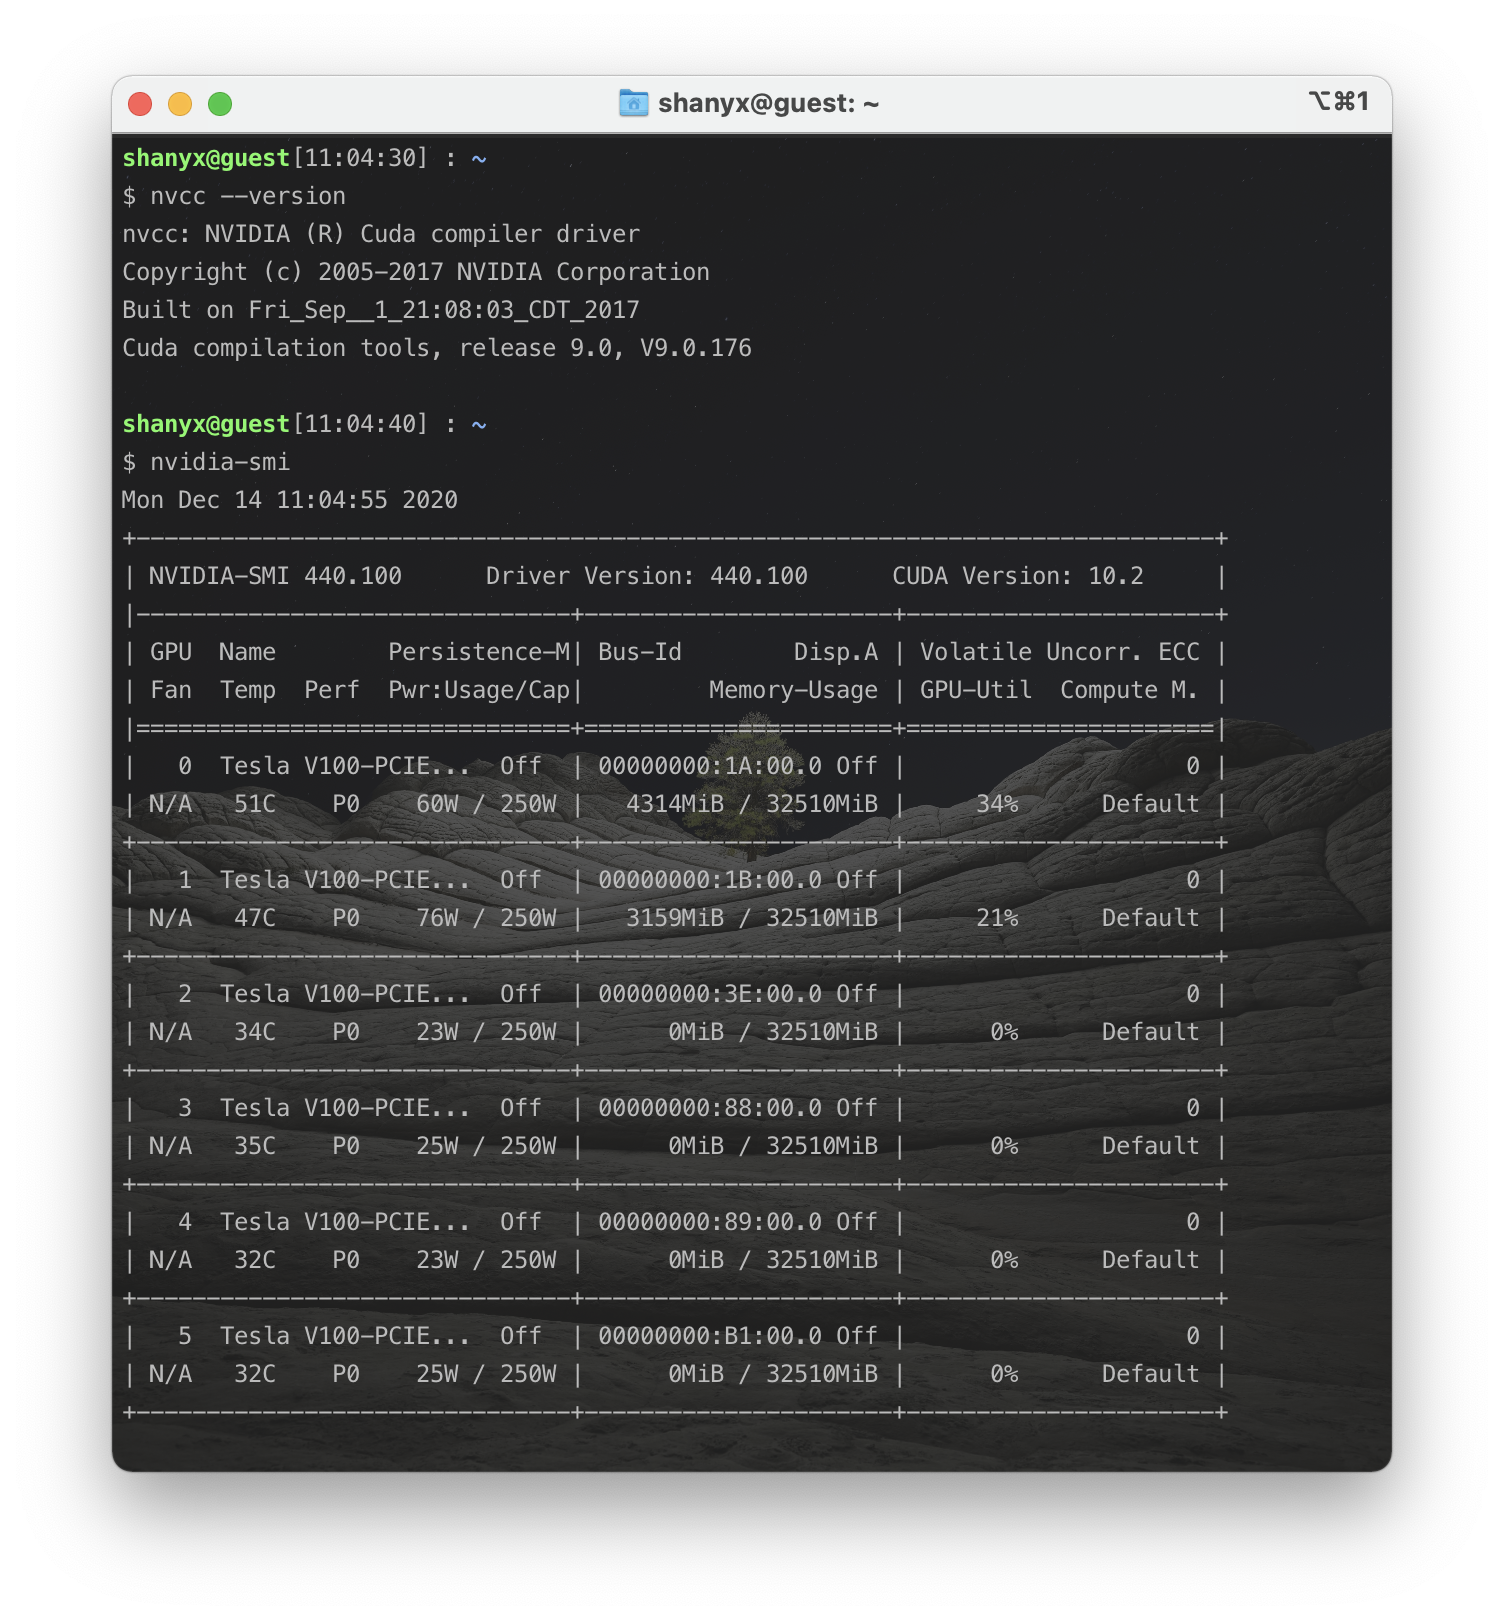 shanyx@guest: ~ ⌥⌘1
shanyx@guest[11:04:30] : ~
$ nvcc --version
nvcc: NVIDIA (R) Cuda compiler driver
Copyright (c) 2005-2017 NVIDIA Corporation
Built on Fri_Sep__1_21:08:03_CDT_2017
Cuda compilation tools, release 9.0, V9.0.176

shanyx@guest[11:04:40] : ~
$ nvidia-smi
Mon Dec 14 11:04:55 2020
+-----------------------------------------------------------------------------+
| NVIDIA-SMI 440.100      Driver Version: 440.100      CUDA Version: 10.2     |
|-------------------------------+----------------------+----------------------+
| GPU  Name        Persistence-M| Bus-Id        Disp.A | Volatile Uncorr. ECC |
| Fan  Temp  Perf  Pwr:Usage/Cap|         Memory-Usage | GPU-Util  Compute M. |
|===============================+======================+======================|
|   0  Tesla V100-PCIE...  Off  | 00000000:1A:00.0 Off |                    0 |
| N/A   51C    P0    60W / 250W |   4314MiB / 32510MiB |     34%      Default |
+-------------------------------+----------------------+----------------------+
|   1  Tesla V100-PCIE...  Off  | 00000000:1B:00.0 Off |                    0 |
| N/A   47C    P0    76W / 250W |   3159MiB / 32510MiB |     21%      Default |
+-------------------------------+----------------------+----------------------+
|   2  Tesla V100-PCIE...  Off  | 00000000:3E:00.0 Off |                    0 |
| N/A   34C    P0    23W / 250W |      0MiB / 32510MiB |      0%      Default |
+-------------------------------+----------------------+----------------------+
|   3  Tesla V100-PCIE...  Off  | 00000000:88:00.0 Off |                    0 |
| N/A   35C    P0    25W / 250W |      0MiB / 32510MiB |      0%      Default |
+-------------------------------+----------------------+----------------------+
|   4  Tesla V100-PCIE...  Off  | 00000000:89:00.0 Off |                    0 |
| N/A   32C    P0    23W / 250W |      0MiB / 32510MiB |      0%      Default |
+-------------------------------+----------------------+----------------------+
|   5  Tesla V100-PCIE...  Off  | 00000000:B1:00.0 Off |                    0 |
| N/A   32C    P0    25W / 250W |      0MiB / 32510MiB |      0%      Default |
+-------------------------------+----------------------+----------------------+